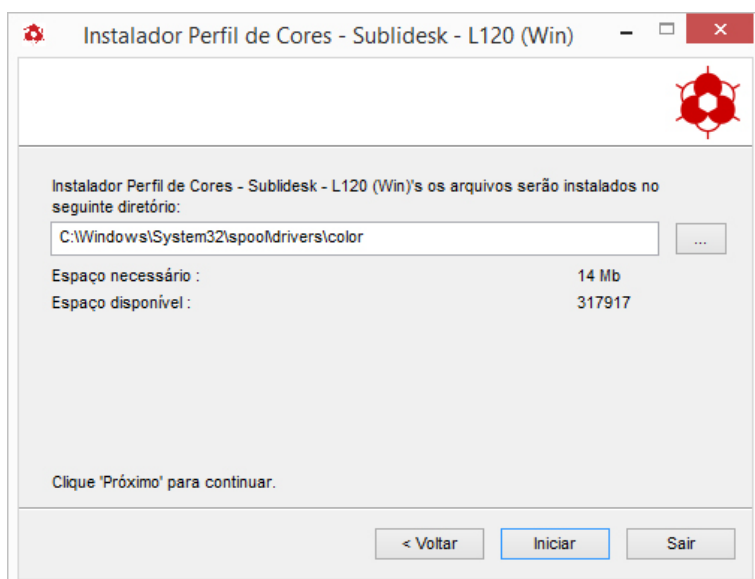 Instalador Perfil de Cores - Sublidesk - L120 (Win)
Instalador Perfil de Cores - Sublidesk - L120 (Win)'s os arquivos serão instalados no
seguinte diretório:
C:\Windows\System32\spool\drivers\color
...
Espaço necessário : 14 Mb
Espaço disponível : 317917
Clique 'Próximo' para continuar.
< Voltar Iniciar Sair